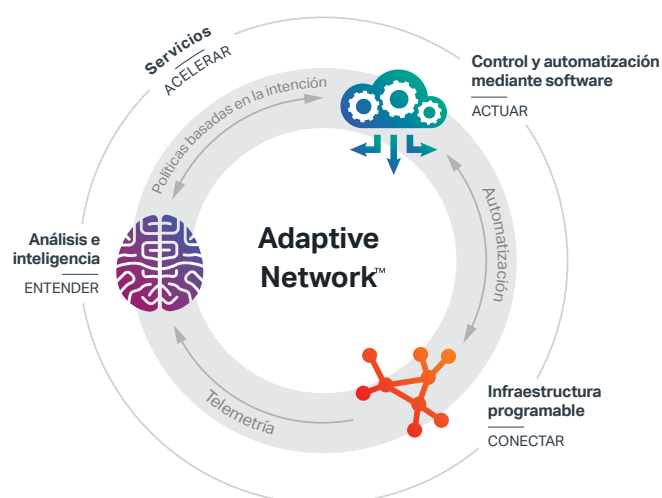 Servicios
ACELERAR
Control y automatización
mediante software
ACTUAR
Políticas basadas en la intención
Automatización
Análisis e
inteligencia
ENTENDER
Adaptive
Network™
Infraestructura
programable
CONECTAR
Telemetría